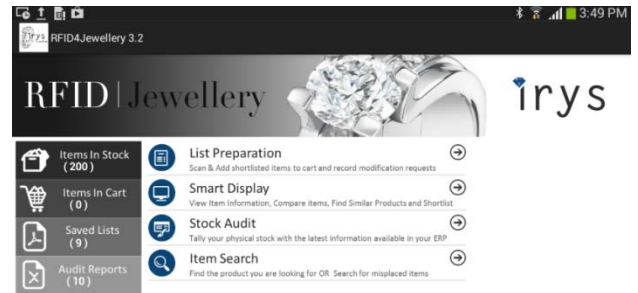 3:49 PM
RFID4Jewellery 3.2
RFID | Jewellery
irys
Items In Stock
(200)
Items In Cart
(0)
Saved Lists
(9)
Audit Reports
(10)
List Preparation
Scan & Add shortlisted items to cart and record modification requests
Smart Display
View Item Information, Compare items, Find Similar Products and Shortlist
Stock Audit
Tally your physical stock with the latest information available in your ERP
Item Search
Find the product you are looking for OR Search for misplaced items